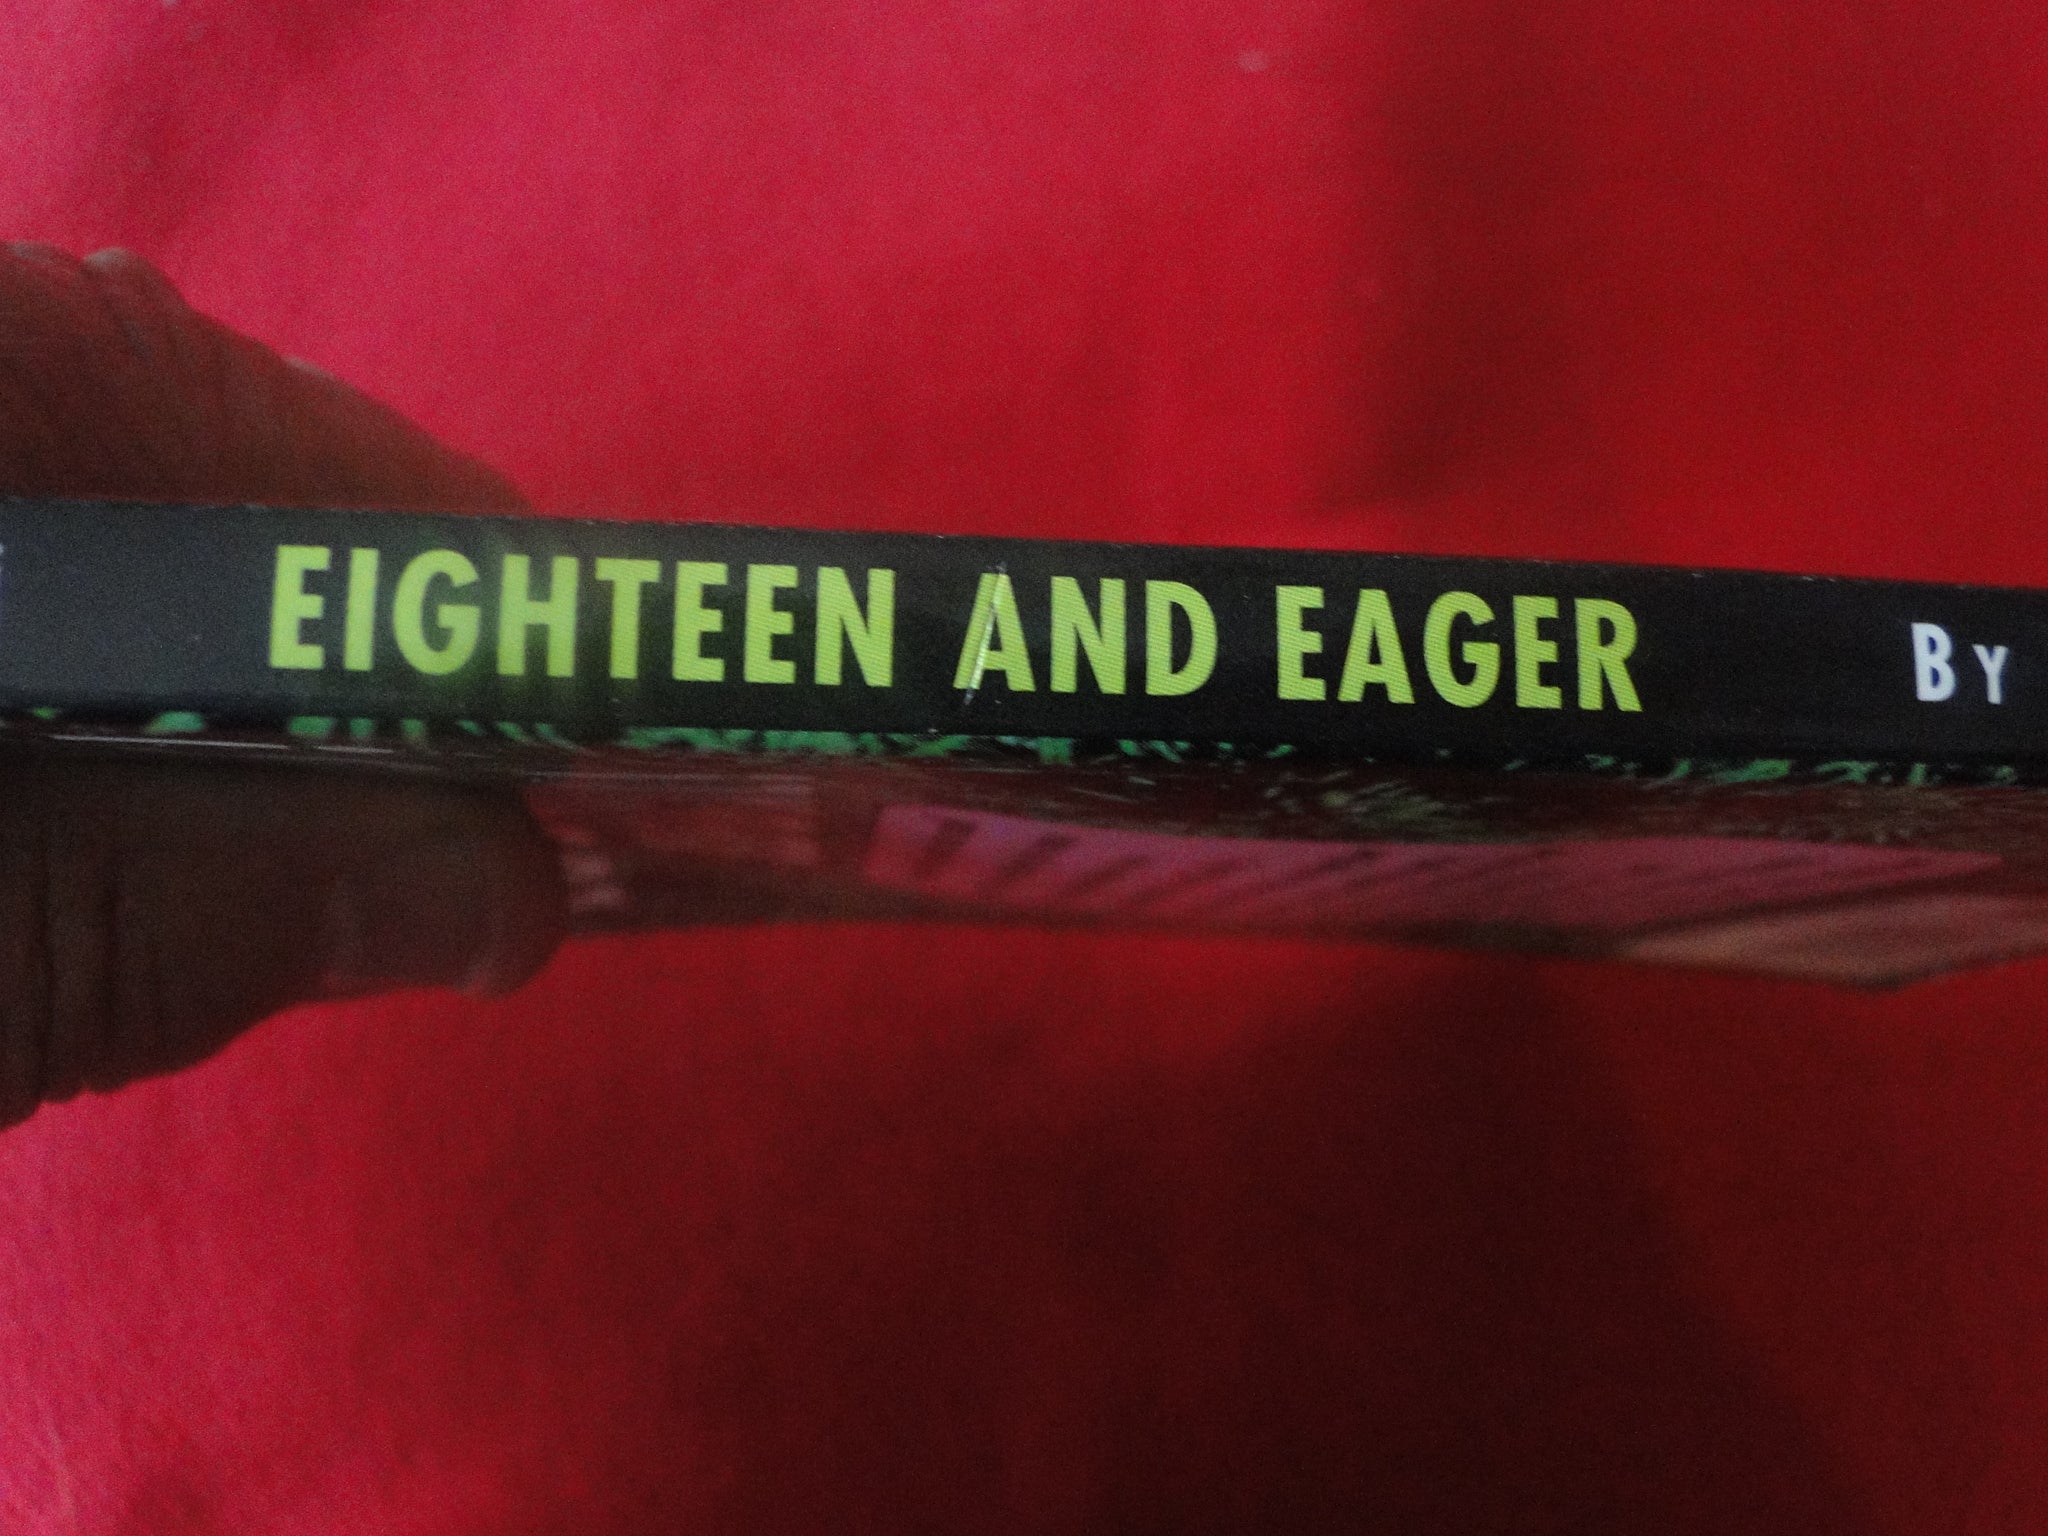 EIGHTEEN AND EAGER BY